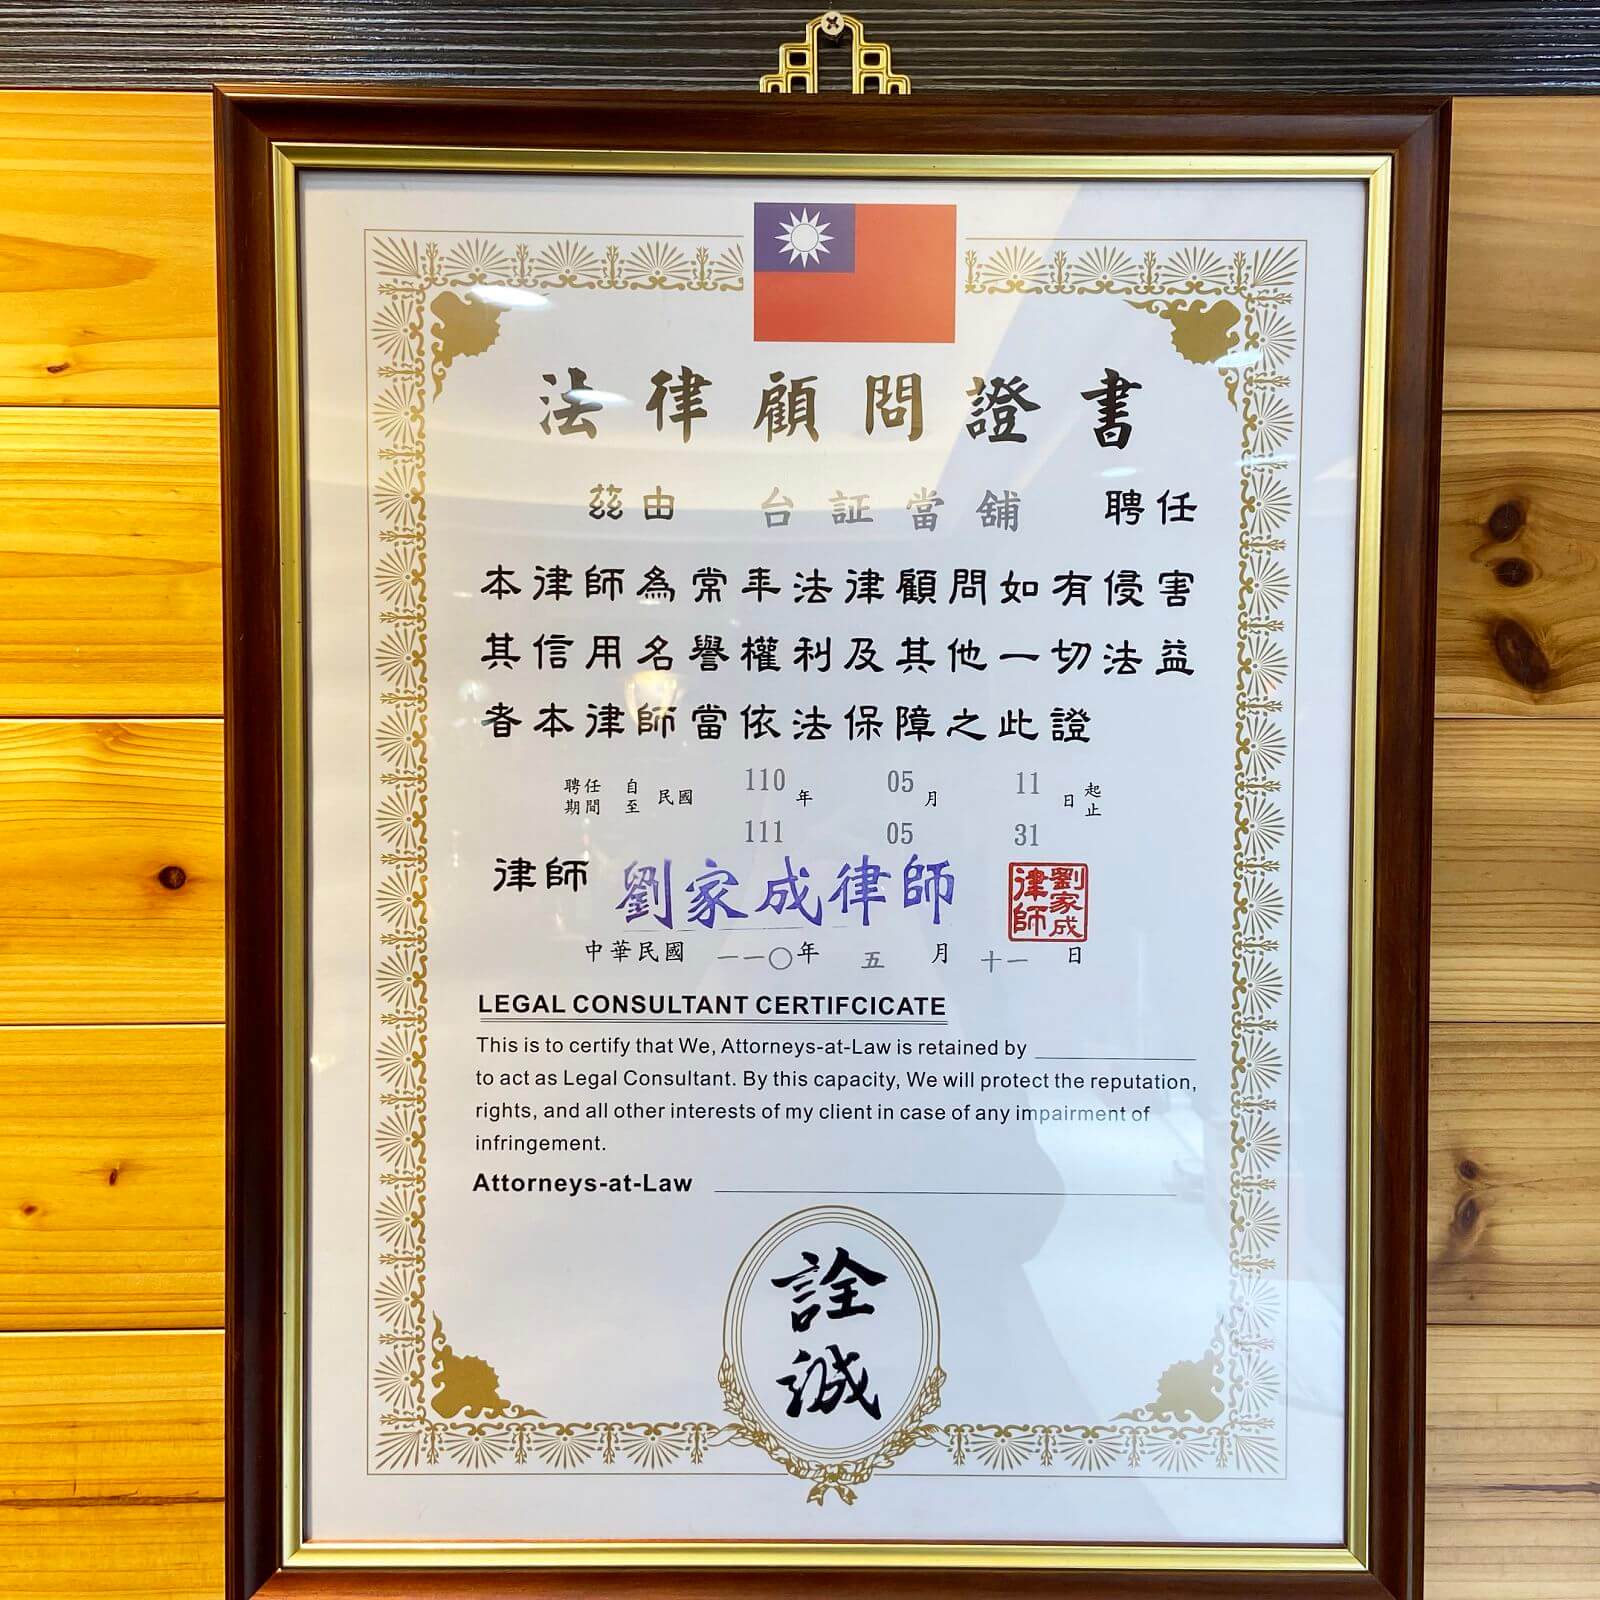 法律顧問證書
茲由 台証當舖 聘任
本律師為常年法律顧問如有侵害
其信用名譽權利及其他一切法益
者本律師當依法保障之此證
聘任期間 自至 民國 110 年 05 月 11 日 起止
111 05 31
律師 劉家成律師
劉家成律師
中華民國 一一〇年 五 月 十一 日
LEGAL CONSULTANT CERTIFCICATE
This is to certify that We, Attorneys-at-Law is retained by
to act as Legal Consultant. By this capacity, We will protect the reputation,
rights, and all other interests of my client in case of any impairment of
infringement.
Attorneys-at-Law
詮
誠